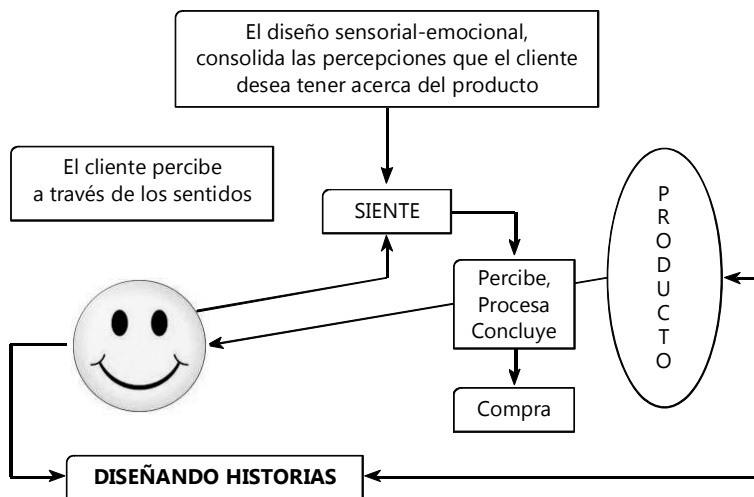 El diseño sensorial-emocional,
consolida las percepciones que el cliente
desea tener acerca del producto
El cliente percibe
a través de los sentidos
SIENTE
PRODUCTO
Percibe,
Procesa
Concluye
Compra
DISEÑANDO HISTORIAS